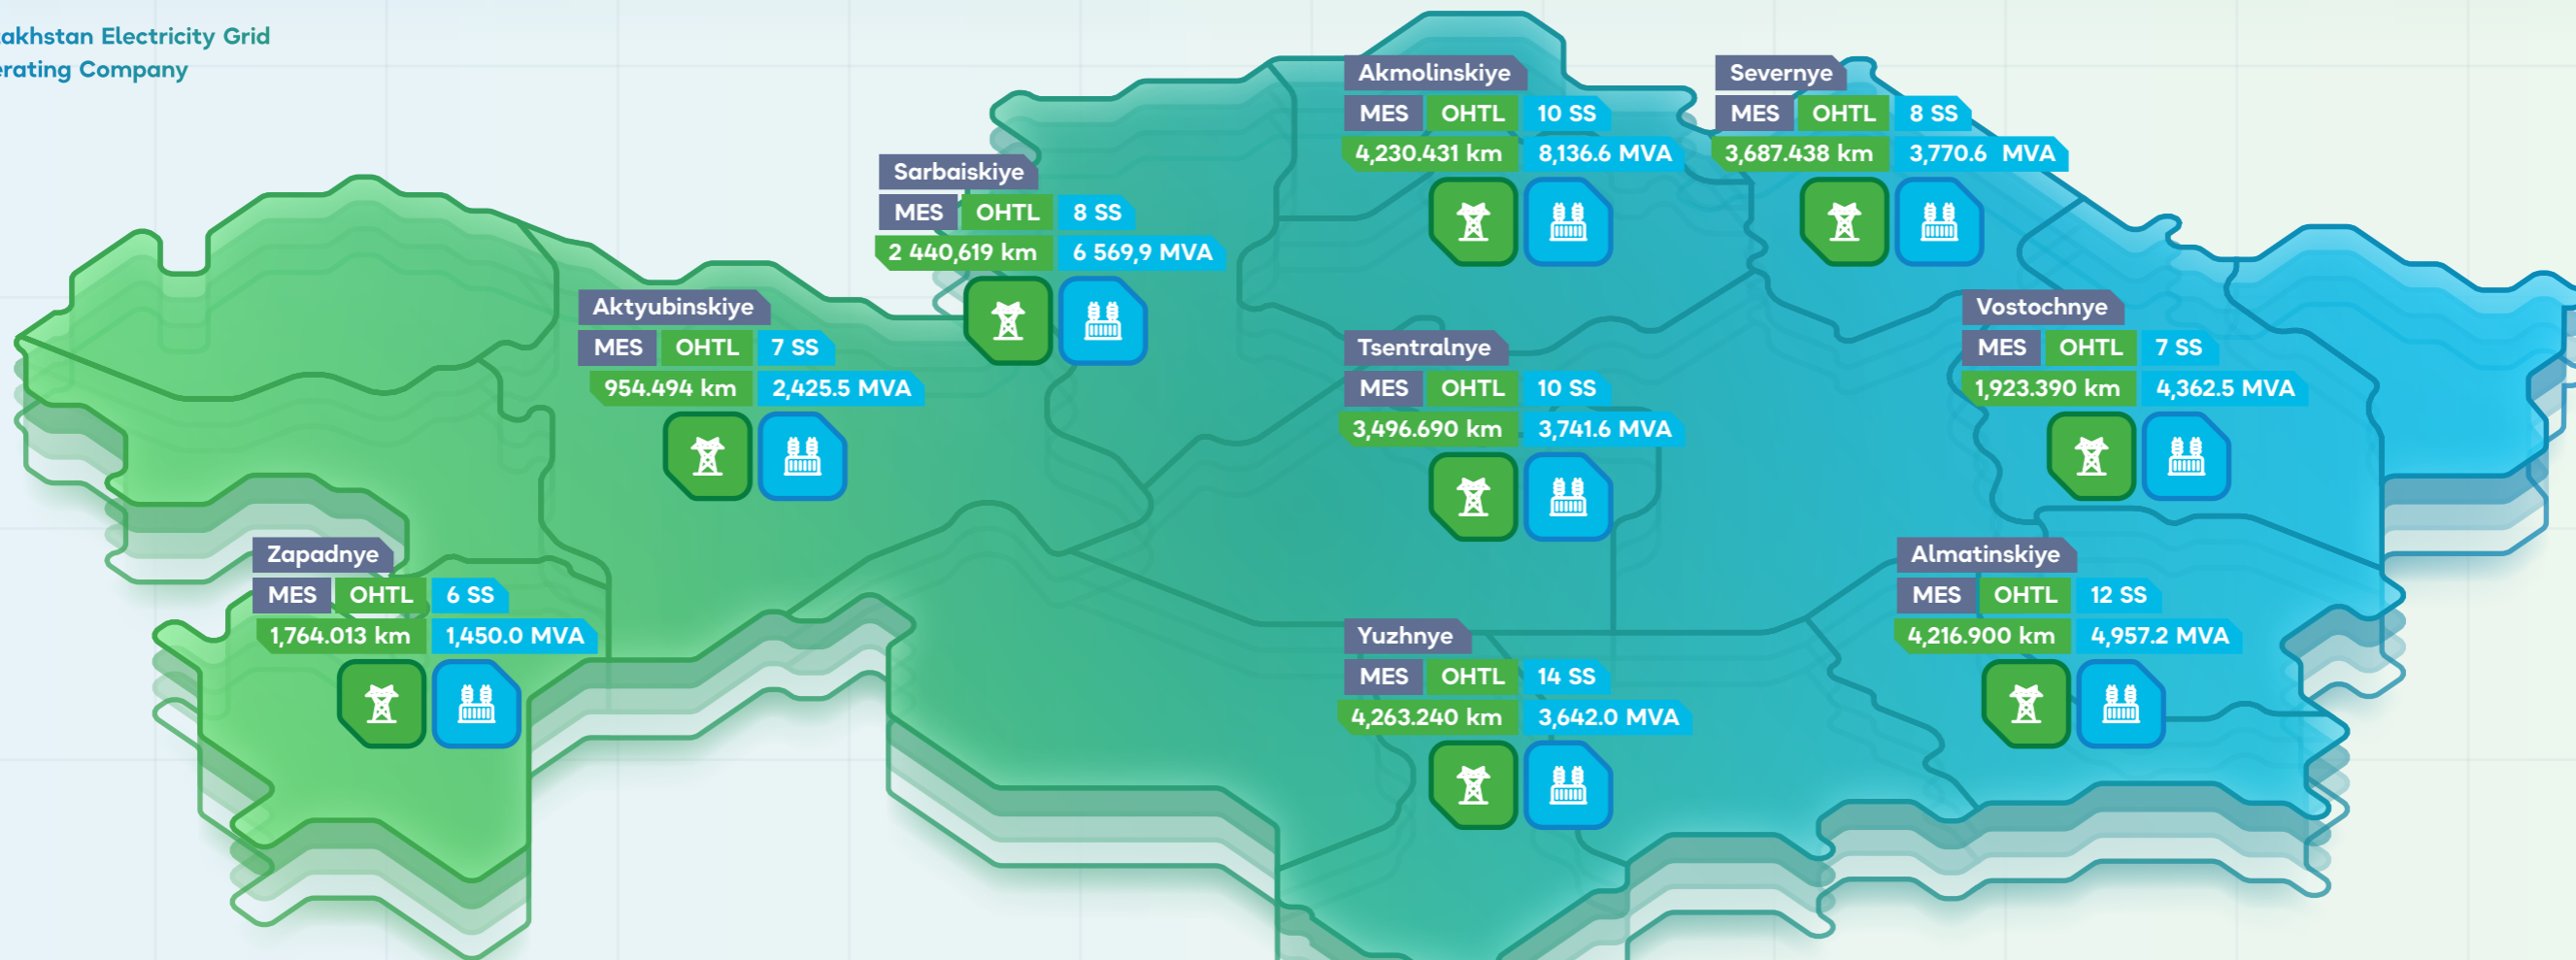 Electricity Grid
Company
Akmolinskiye
MES OHTL 10 SS
4,230.431 km 8,136.6 MVA
Severnye
MES OHTL 8 SS
3,687.438 km 3,770.6 MVA
Sarbaiskiye
MES OHTL 8 SS
2 440,619 km 6 569,9 MVA
Aktyubinskiye
MES OHTL 7 SS
954.494 km 2,425.5 MVA
Tsentralnye
MES OHTL 10 SS
3,496.690 km 3,741.6 MVA
Vostochnye
MES OHTL 7 SS
1,923.390 km 4,362.5 MVA
Zapadnye
MES OHTL 6 SS
1,764.013 km 1,450.0 MVA
Almatinskiye
MES OHTL 12 SS
4,216.900 km 4,957.2 MVA
Yuzhnye
MES OHTL 14 SS
4,263.240 km 3,642.0 MVA